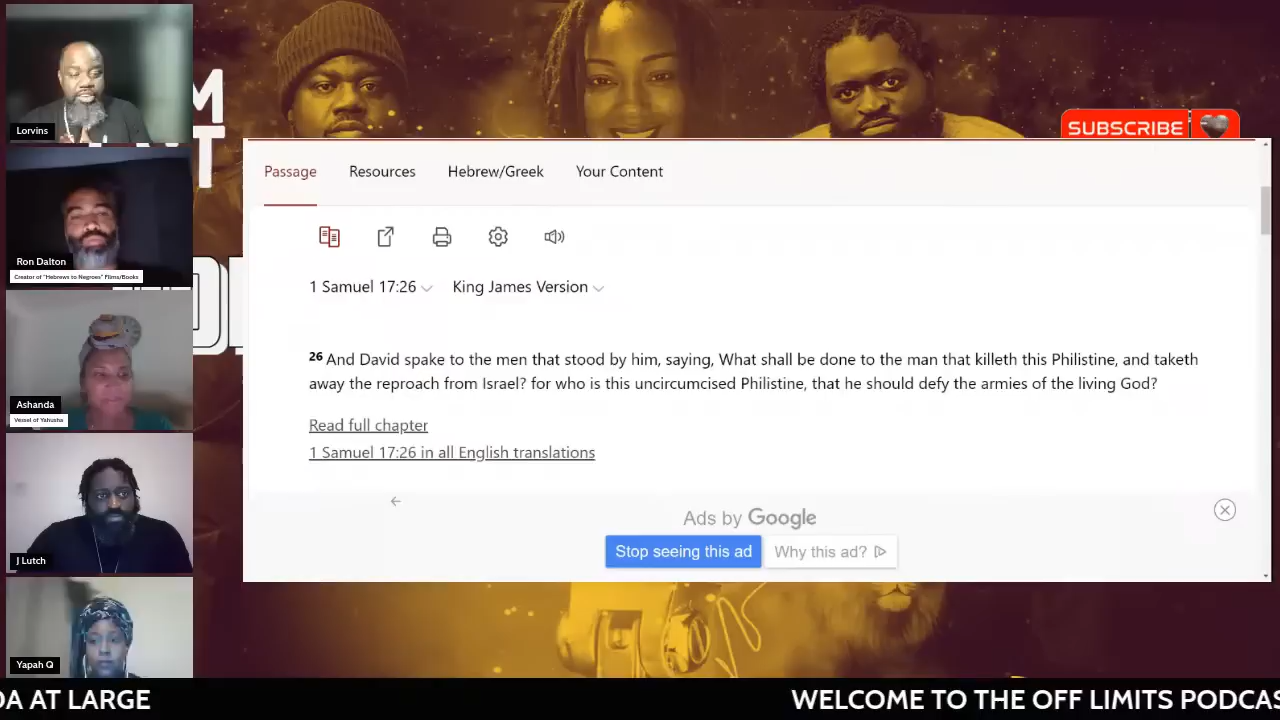 Lorvins
Ron Dalton
Creator of "Hebrews to Negroes" Films/Books
Ashanda
Vessel of Yahusha
J Lutch
Yapah Q
SUBSCRIBE
Passage Resources Hebrew/Greek Your Content
1 Samuel 17:26 King James Version
26 And David spake to the men that stood by him, saying, What shall be done to the man that killeth this Philistine, and taketh
away the reproach from Israel? for who is this uncircumcised Philistine, that he should defy the armies of the living God?
Read full chapter
1 Samuel 17:26 in all English translations
Ads by Google
Stop seeing this ad Why this ad?
DA AT LARGE WELCOME TO THE OFF LIMITS PODCAS